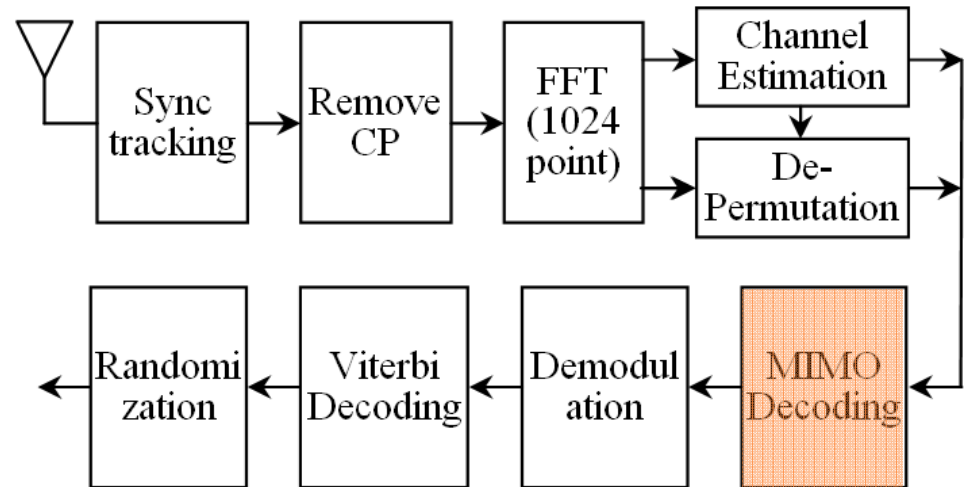 Sync
tracking
Remove
CP
FFT
(1024
point)
Channel
Estimation
De-
Permutation
Randomi
zation
Viterbi
Decoding
Demodul
ation
MIMO
Decoding